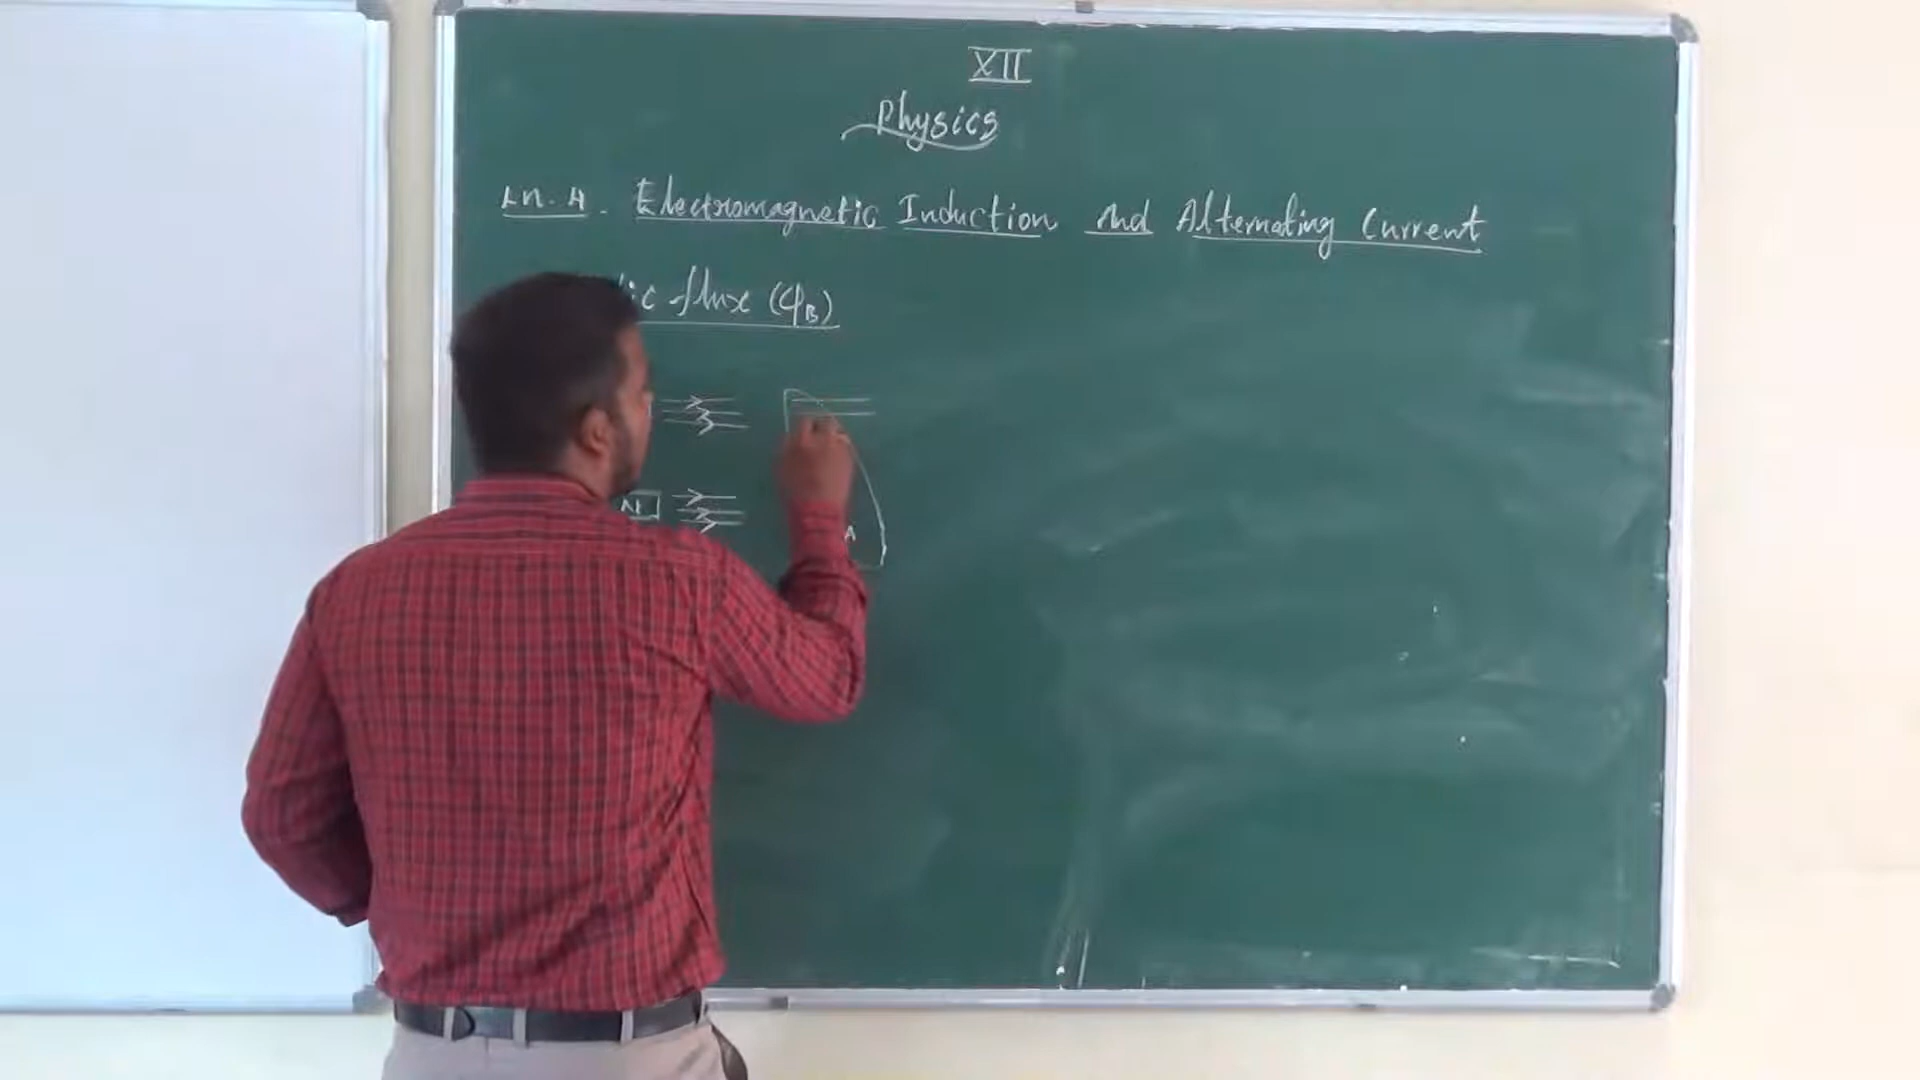 XII
Physics
Ln. 4. Electromagnetic Induction And Alternating Current
flux (ΦB)
N
A